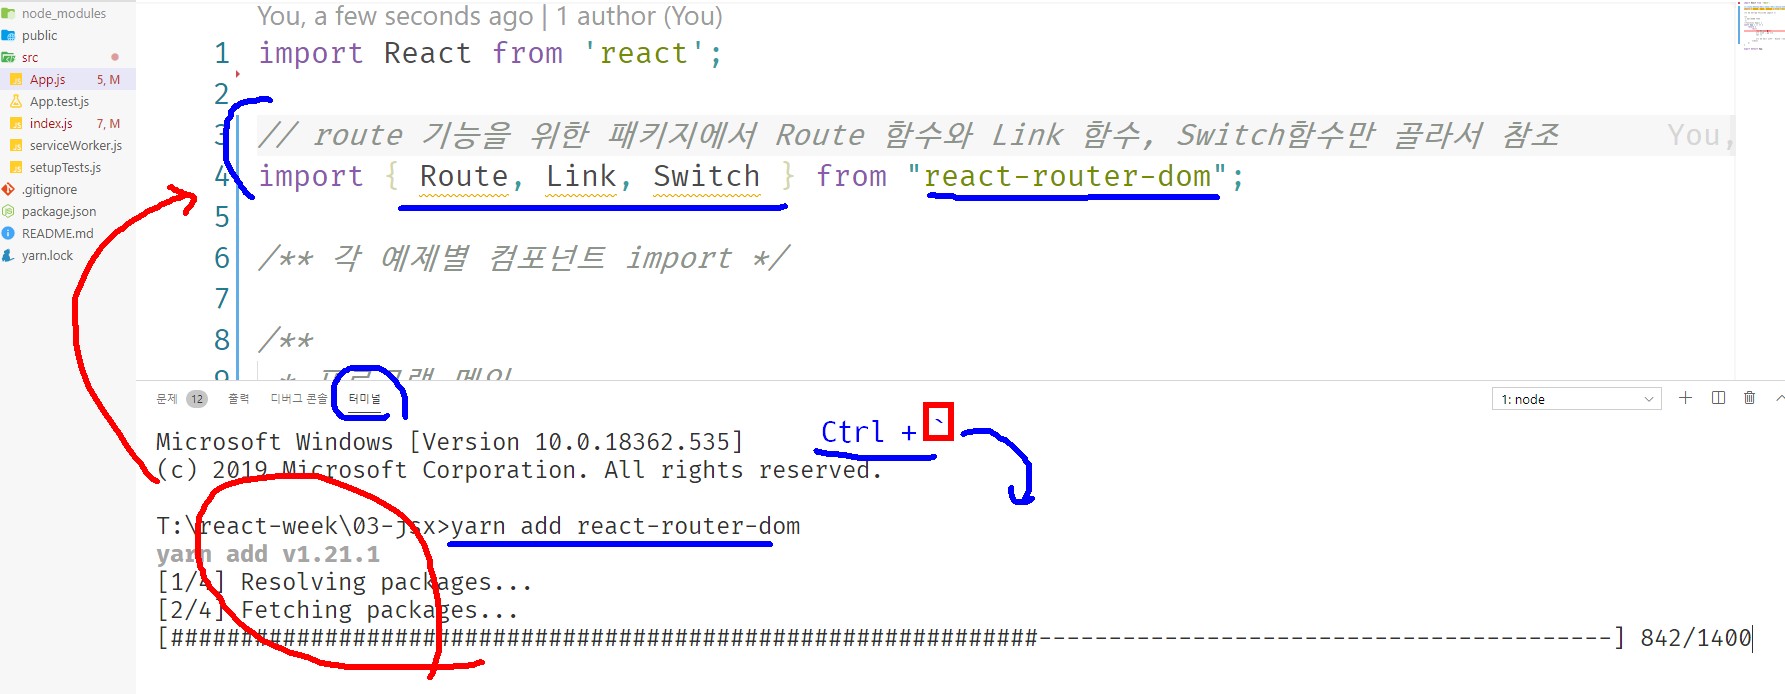 node_modules
public
src
App.js 5, M
App.test.js
index.js 7, M
serviceWorker.js
setupTests.js
.gitignore
package.json
README.md
yarn.lock
You, a few seconds ago | 1 author (You)
1 import React from 'react';
2
3 // route 기능을 위한 패키지에서 Route 함수와 Link 함수, Switch함수만 골라서 참조 You,
4 import { Route, Link, Switch } from "react-router-dom";
5
6 /** 각 예제별 컴포넌트 import */
7
8 /**
문제 12 출력 디버그 콘솔 터미널 1: node
Ctrl + `
Microsoft Windows [Version 10.0.18362.535]
(c) 2019 Microsoft Corporation. All rights reserved.
T:\react-week\03-jsx>yarn add react-router-dom
yarn add v1.21.1
[1/4] Resolving packages...
[2/4] Fetching packages...
[##############################################################-----------------------------------------] 842/1400